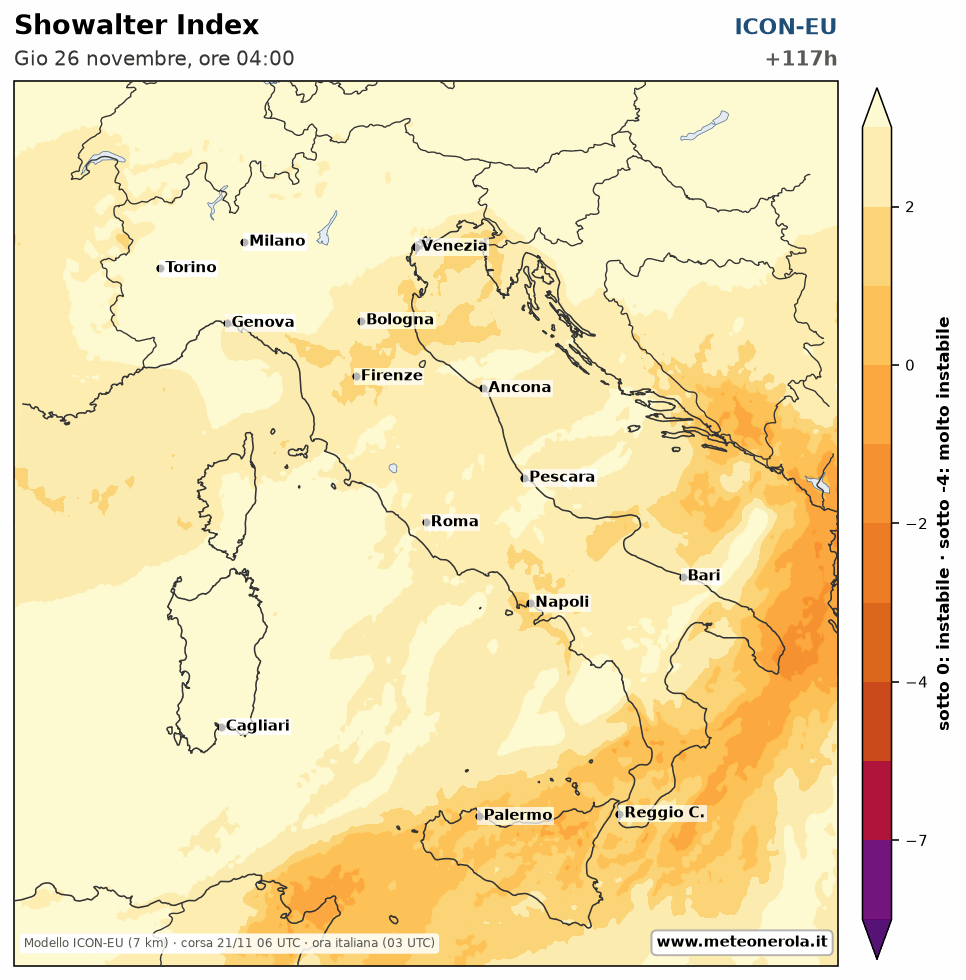 Showalter Index
ICON-EU
Gio 26 novembre, ore 04:00
+117h
Milano
Venezia
Torino
Genova
Bologna
Firenze
Ancona
Pescara
Roma
Bari
Napoli
Cagliari
Palermo
Reggio C.
2
0
−2
−4
−7
sotto 0: instabile · sotto -4: molto instabile
Modello ICON-EU (7 km) · corsa 21/11 06 UTC · ora italiana (03 UTC)
www.meteonerola.it